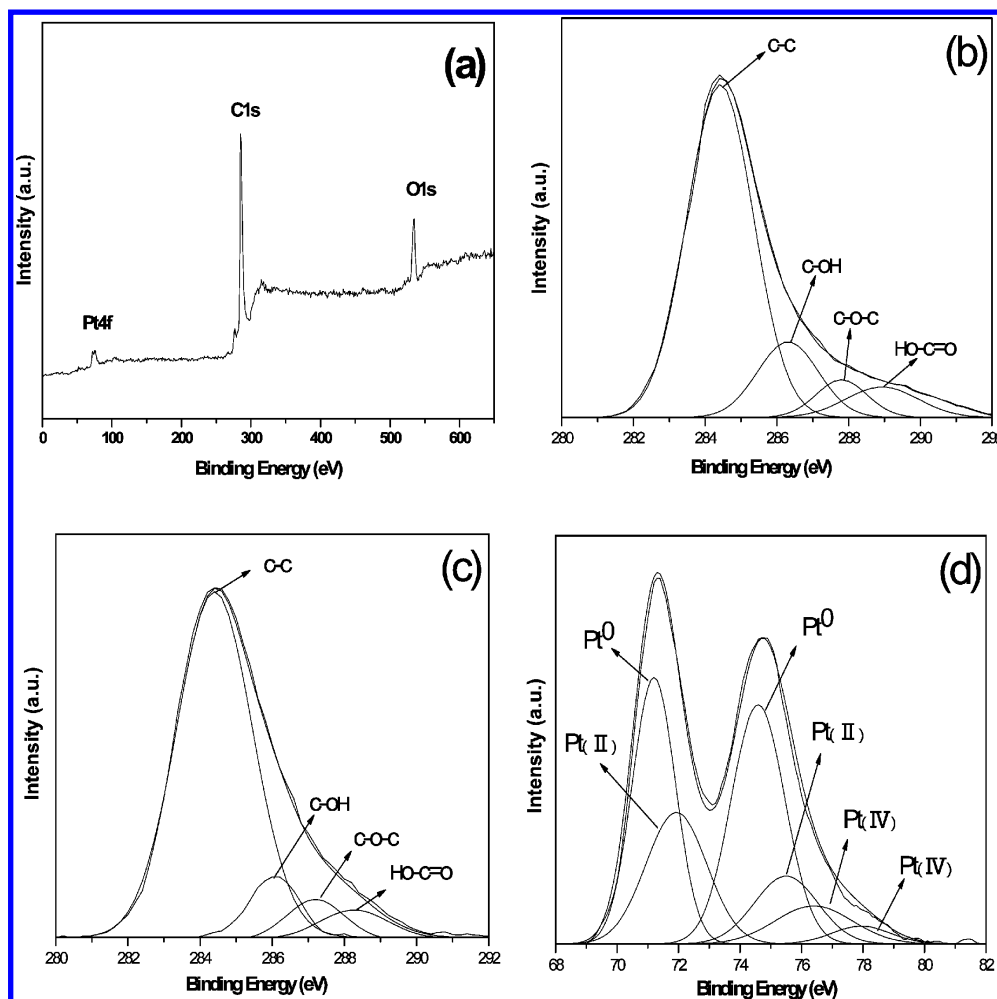 (a)
C1s
O1s
Pt4f
Intensity (a.u.)
0 100 200 300 400 500 600
Binding Energy (eV)
(b)
C-C
C-OH
C-O-C
HO-C=O
Intensity (a.u.)
280 282 284 286 288 290
Binding Energy (eV)
(c)
C-C
C-OH
C-O-C
HO-C=O
Intensity (a.u.)
280 282 284 286 288 290 292
Binding Energy (eV)
(d)
Pt0
Pt0
Pt(II)
Pt(II)
Pt(IV)
Pt(IV)
Intensity (a.u.)
68 70 72 74 76 78 80 82
Binding Energy (eV)